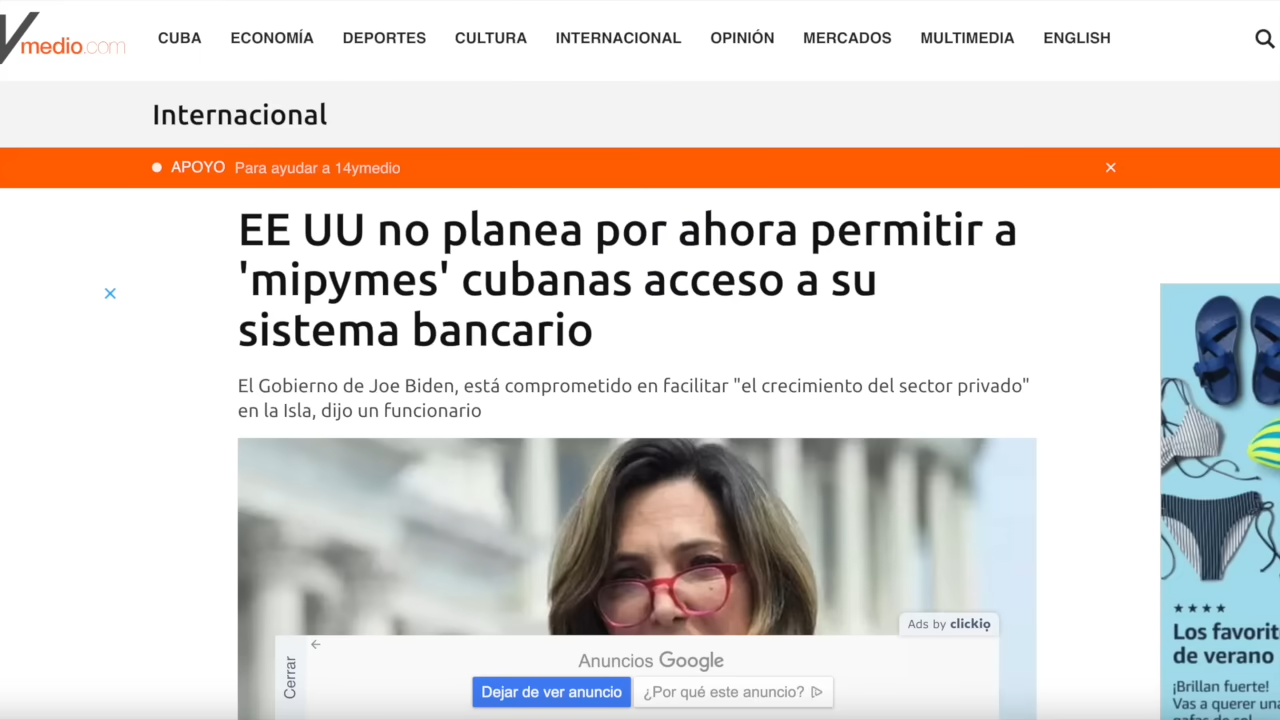 medio.com
CUBA ECONOMÍA DEPORTES CULTURA INTERNACIONAL OPINIÓN MERCADOS MULTIMEDIA ENGLISH
Internacional
APOYO Para ayudar a 14ymedio
EE UU no planea por ahora permitir a
'mipymes' cubanas acceso a su
sistema bancario
El Gobierno de Joe Biden, está comprometido en facilitar "el crecimiento del sector privado"
en la Isla, dijo un funcionario
Ads by clickio
Cerrar
Anuncios Google
Dejar de ver anuncio ¿Por qué este anuncio?
Los favorit
de verano
¡Brillan fuerte!
Vas a querer una